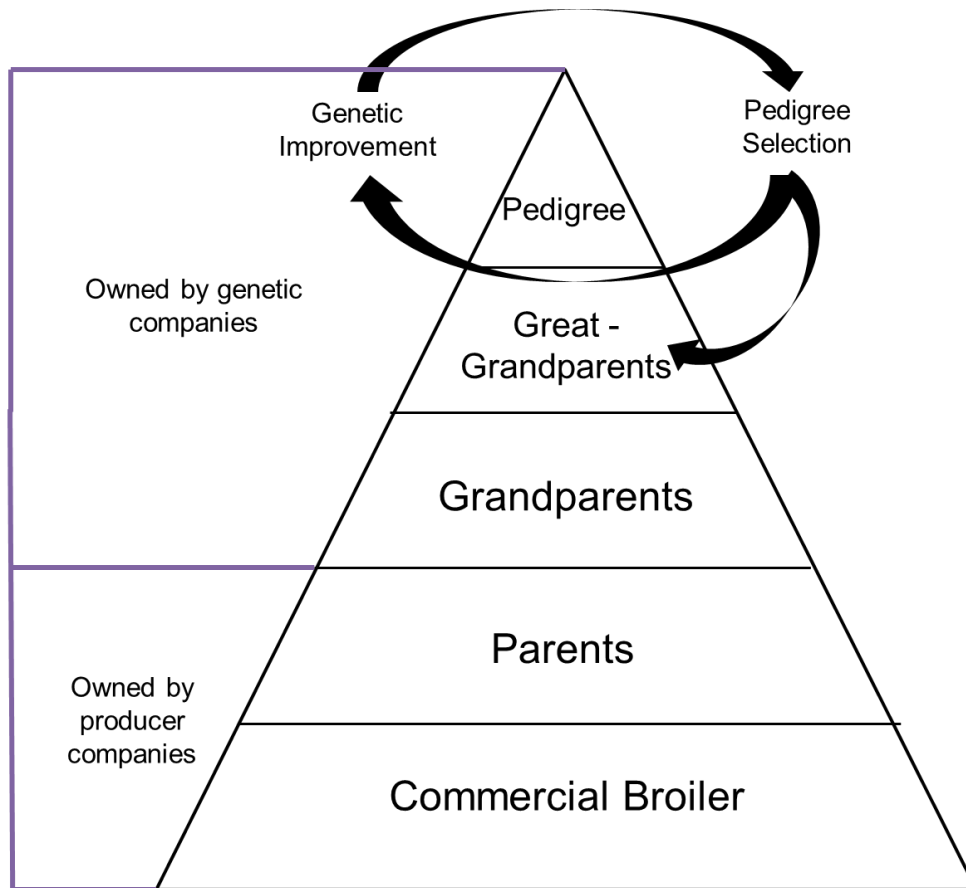 Genetic
Improvement
Pedigree
Selection
Pedigree
Owned by genetic
companies
Great -
Grandparents
Grandparents
Parents
Owned by
producer
companies
Commercial Broiler